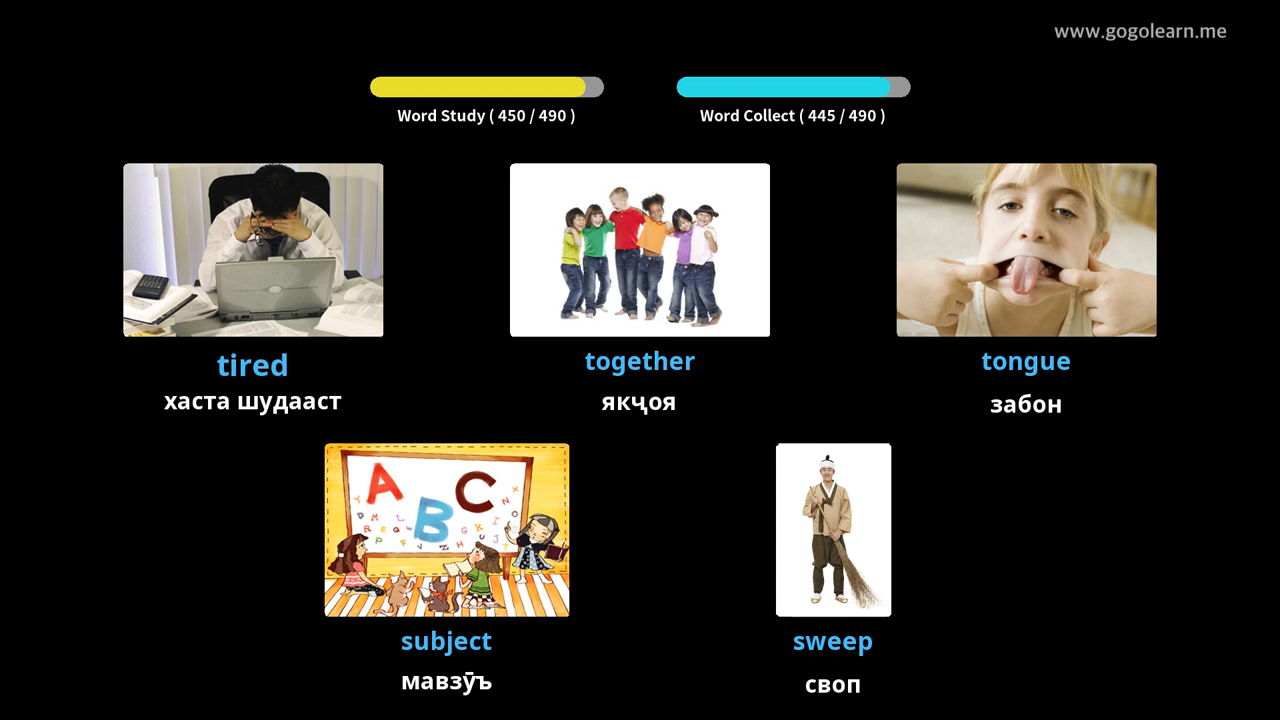 www.gogolearn.me
Word Study ( 450 / 490 )
Word Collect ( 445 / 490 )
tired
хаста шудааст
together
якҷоя
tongue
забон
A
B
C
subject
мавзӯъ
sweep
своп